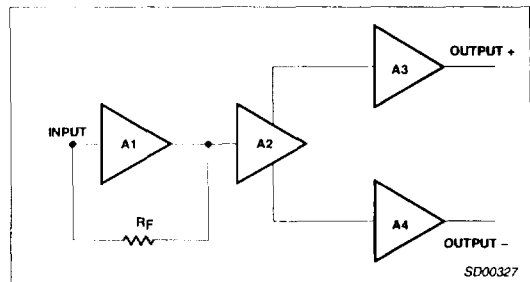 OUTPUT +
A3
INPUT
A1
A2
RF
A4
OUTPUT –
SD00327